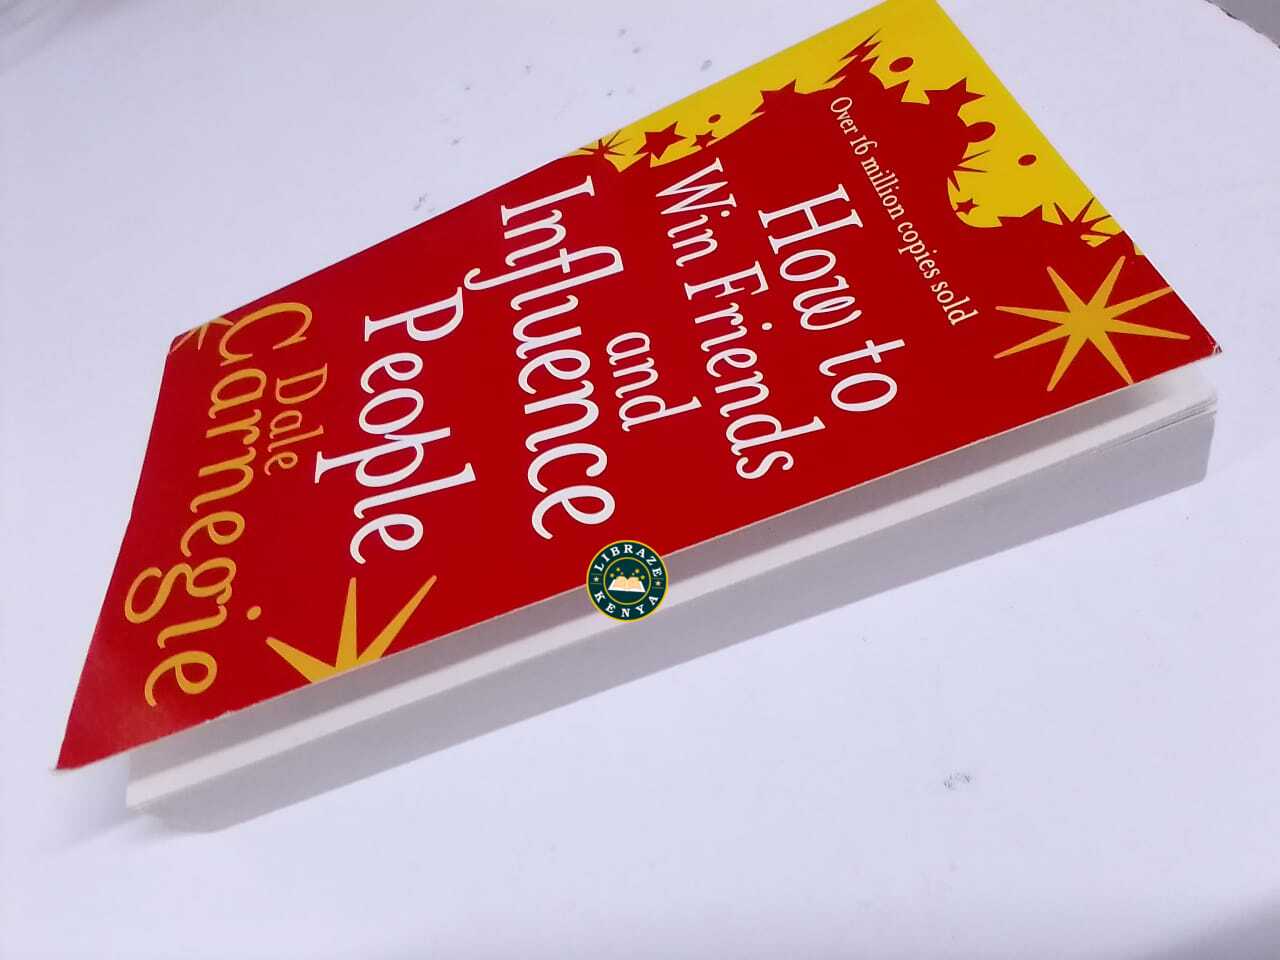 Over 16 million copies sold
How to
Win Friends
and
Influence
People
Dale
Carnegie
LIBRAZE
KENYA